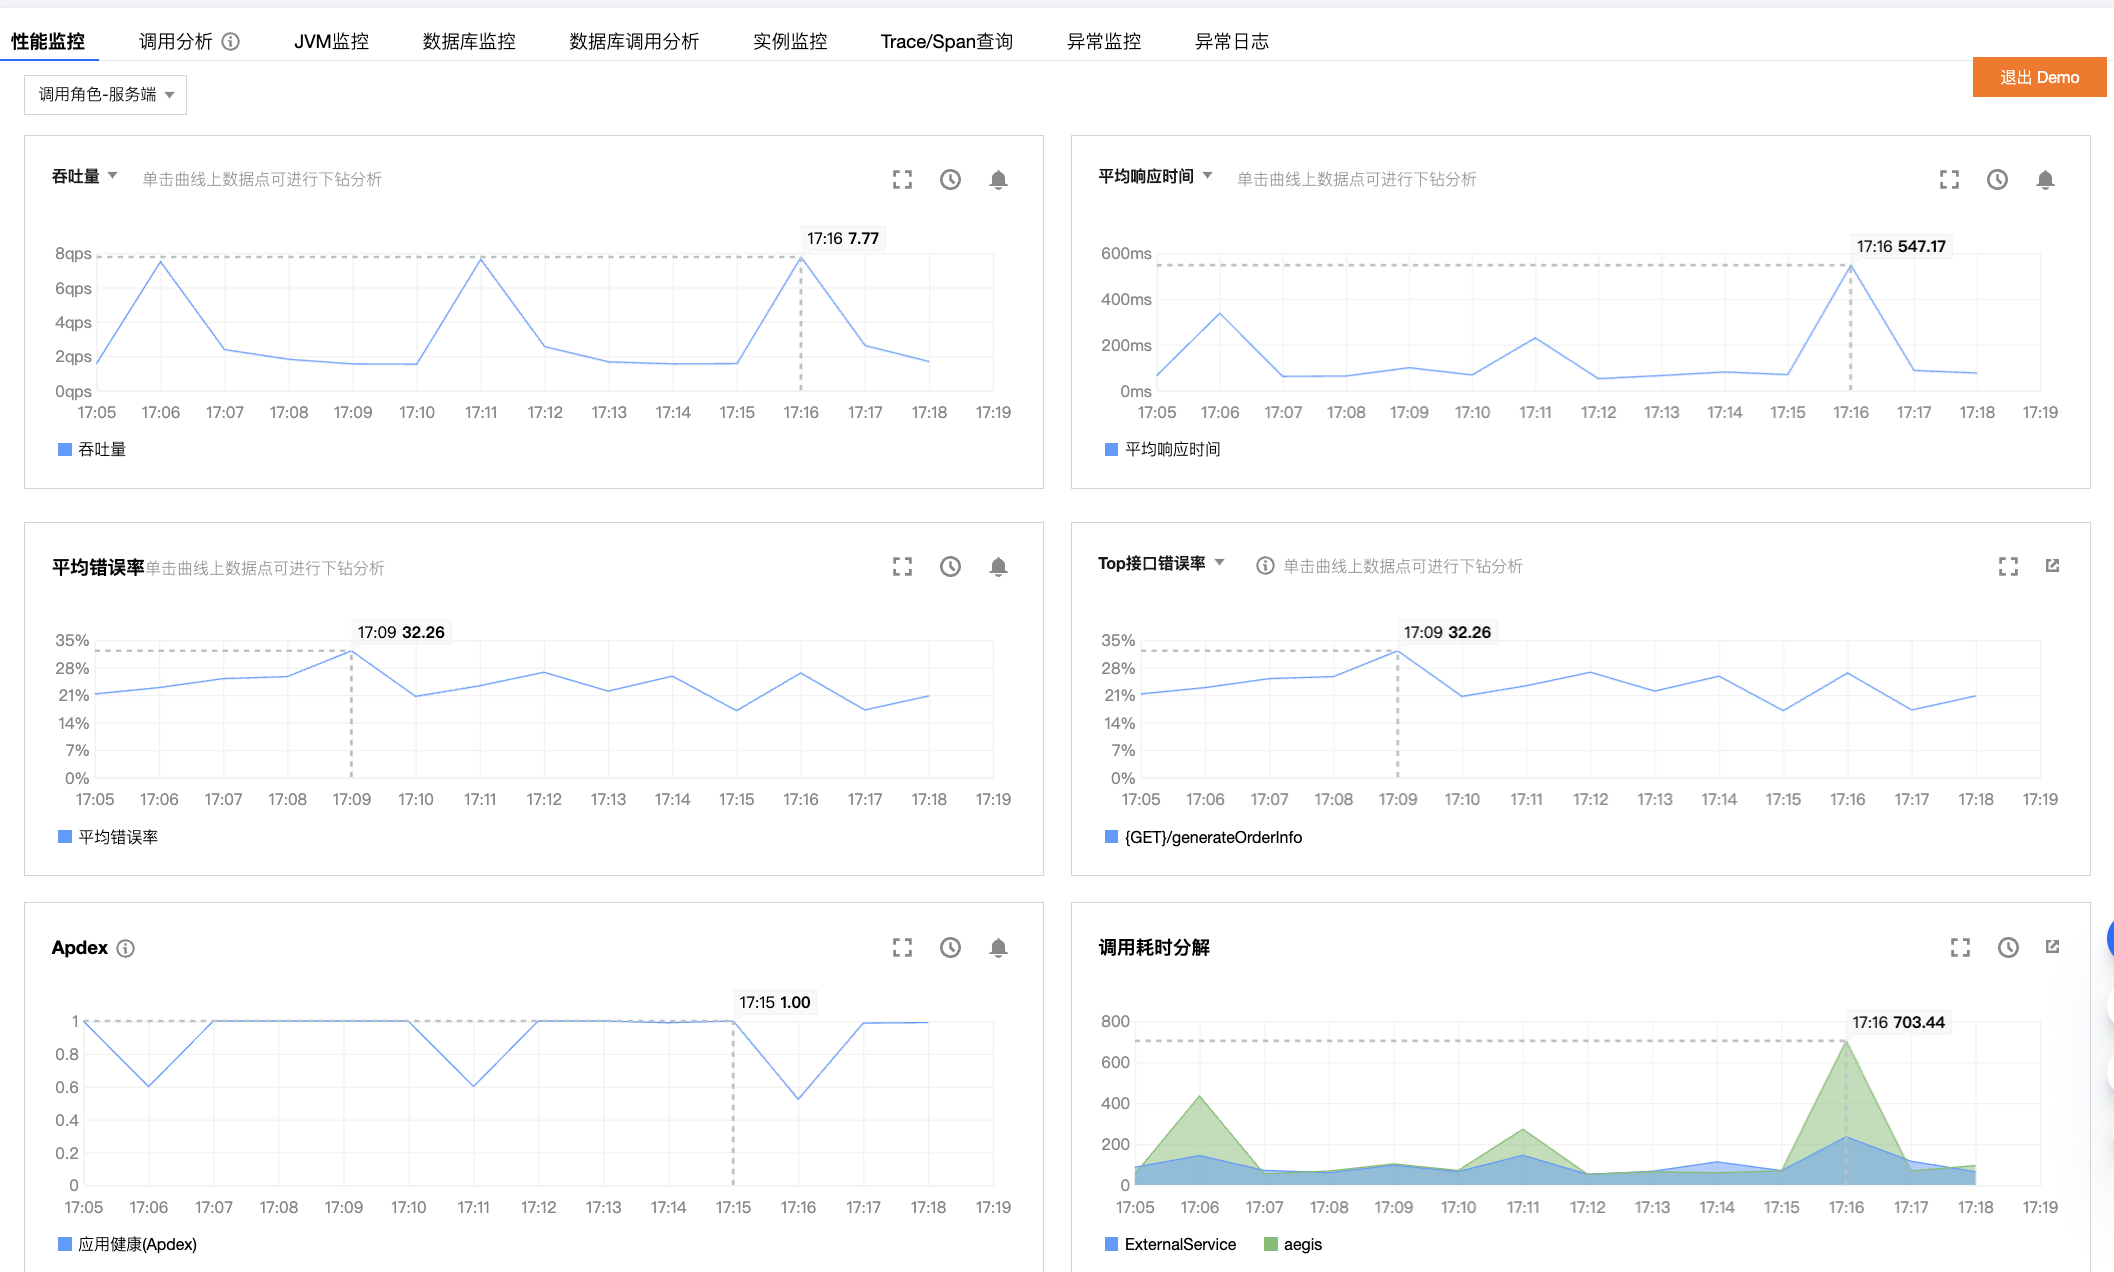 性能监控 调用分析 JVM监控 数据库监控 数据库调用分析 实例监控 Trace/Span查询 异常监控 异常日志
退出 Demo
调用角色-服务端
吞吐量 单击曲线上数据点可进行下钻分析
17:16 7.77
8qps
6qps
4qps
2qps
0qps
17:05 17:06 17:07 17:08 17:09 17:10 17:11 17:12 17:13 17:14 17:15 17:16 17:17 17:18 17:19
吞吐量
平均响应时间 单击曲线上数据点可进行下钻分析
17:16 547.17
600ms
400ms
200ms
0ms
17:05 17:06 17:07 17:08 17:09 17:10 17:11 17:12 17:13 17:14 17:15 17:16 17:17 17:18 17:19
平均响应时间
平均错误率 单击曲线上数据点可进行下钻分析
17:09 32.26
35%
28%
21%
14%
7%
0%
17:05 17:06 17:07 17:08 17:09 17:10 17:11 17:12 17:13 17:14 17:15 17:16 17:17 17:18 17:19
平均错误率
Top接口错误率 单击曲线上数据点可进行下钻分析
17:09 32.26
35%
28%
21%
14%
7%
0%
17:05 17:06 17:07 17:08 17:09 17:10 17:11 17:12 17:13 17:14 17:15 17:16 17:17 17:18 17:19
{GET}/generateOrderInfo
Apdex
17:15 1.00
1
0.8
0.6
0.4
0.2
0
17:05 17:06 17:07 17:08 17:09 17:10 17:11 17:12 17:13 17:14 17:15 17:16 17:17 17:18 17:19
应用健康(Apdex)
调用耗时分解
17:16 703.44
800
600
400
200
0
17:05 17:06 17:07 17:08 17:09 17:10 17:11 17:12 17:13 17:14 17:15 17:16 17:17 17:18 17:19
ExternalService aegis